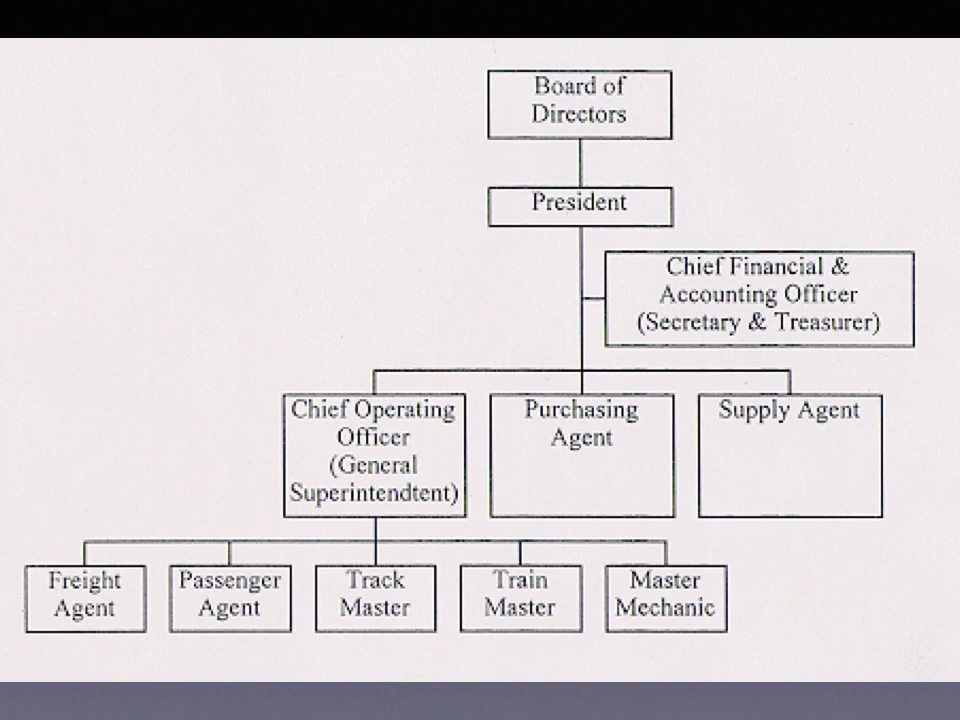 Board of
Directors
President
Chief Financial &
Accounting Officer
(Secretary & Treasurer)
Chief Operating
Officer
(General
Superintendtent)
Purchasing
Agent
Supply Agent
Freight
Agent
Passenger
Agent
Track
Master
Train
Master
Master
Mechanic